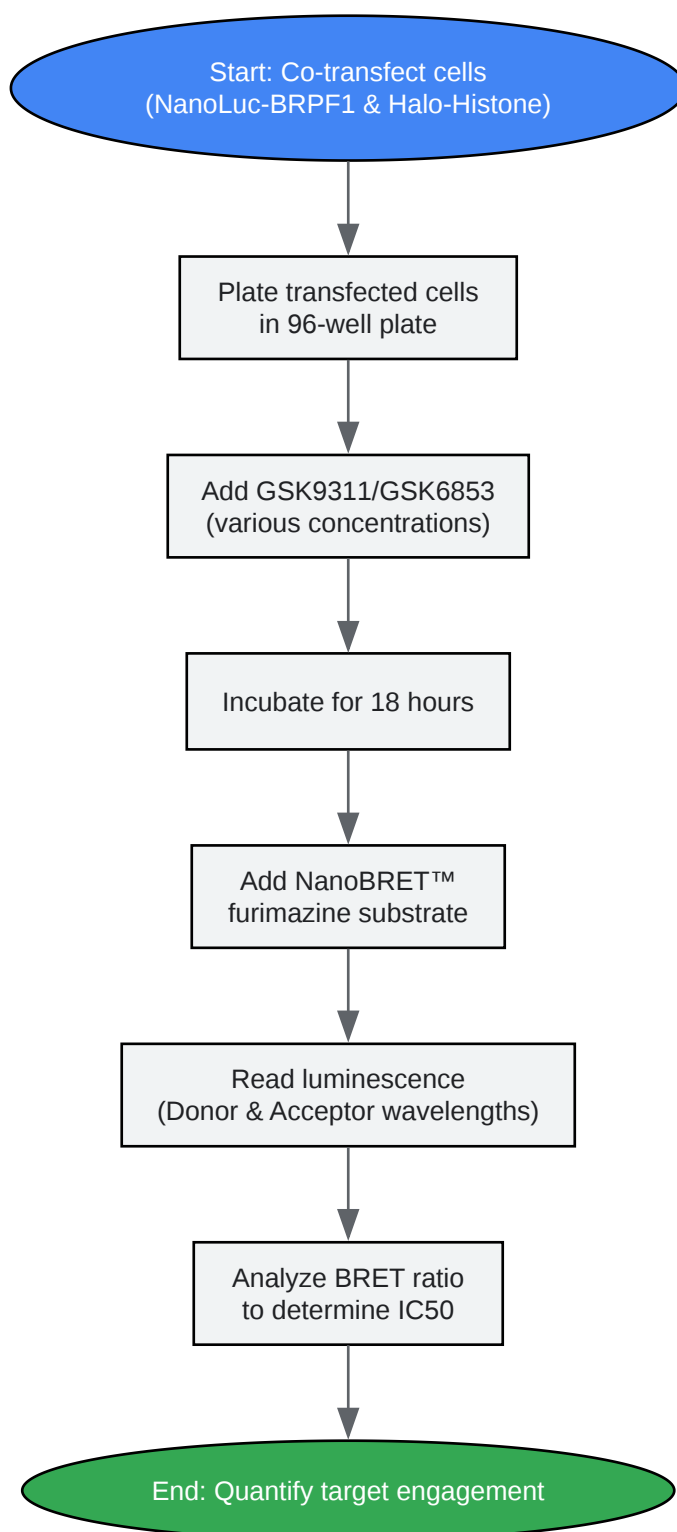 Start: Co-transfect cells
(NanoLuc-BRPF1 & Halo-Histone)
Plate transfected cells
in 96-well plate
Add GSK9311/GSK6853
(various concentrations)
Incubate for 18 hours
Add NanoBRET™
furimazine substrate
Read luminescence
(Donor & Acceptor wavelengths)
Analyze BRET ratio
to determine IC50
End: Quantify target engagement